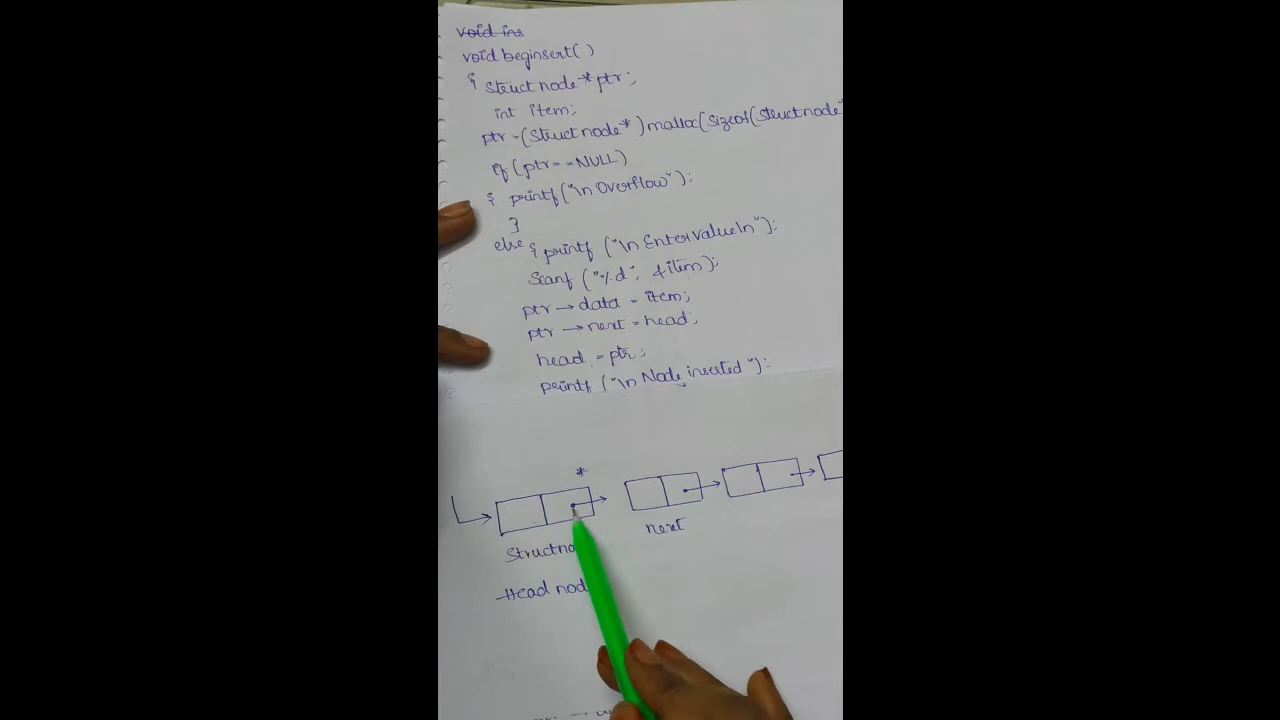 void ins
void beginsert()
{ struct node *ptr;
int item;
ptr = (struct node*) malloc(sizeof(struct node*
if (ptr == NULL)
{ printf("\n Overflow");
}
else { printf ("\n Enter value\n");
Scanf ("%d", &item);
ptr → data = item;
ptr → next = head;
head = ptr;
printf ("\n Node inserted");
*
next
Structno
Head nod